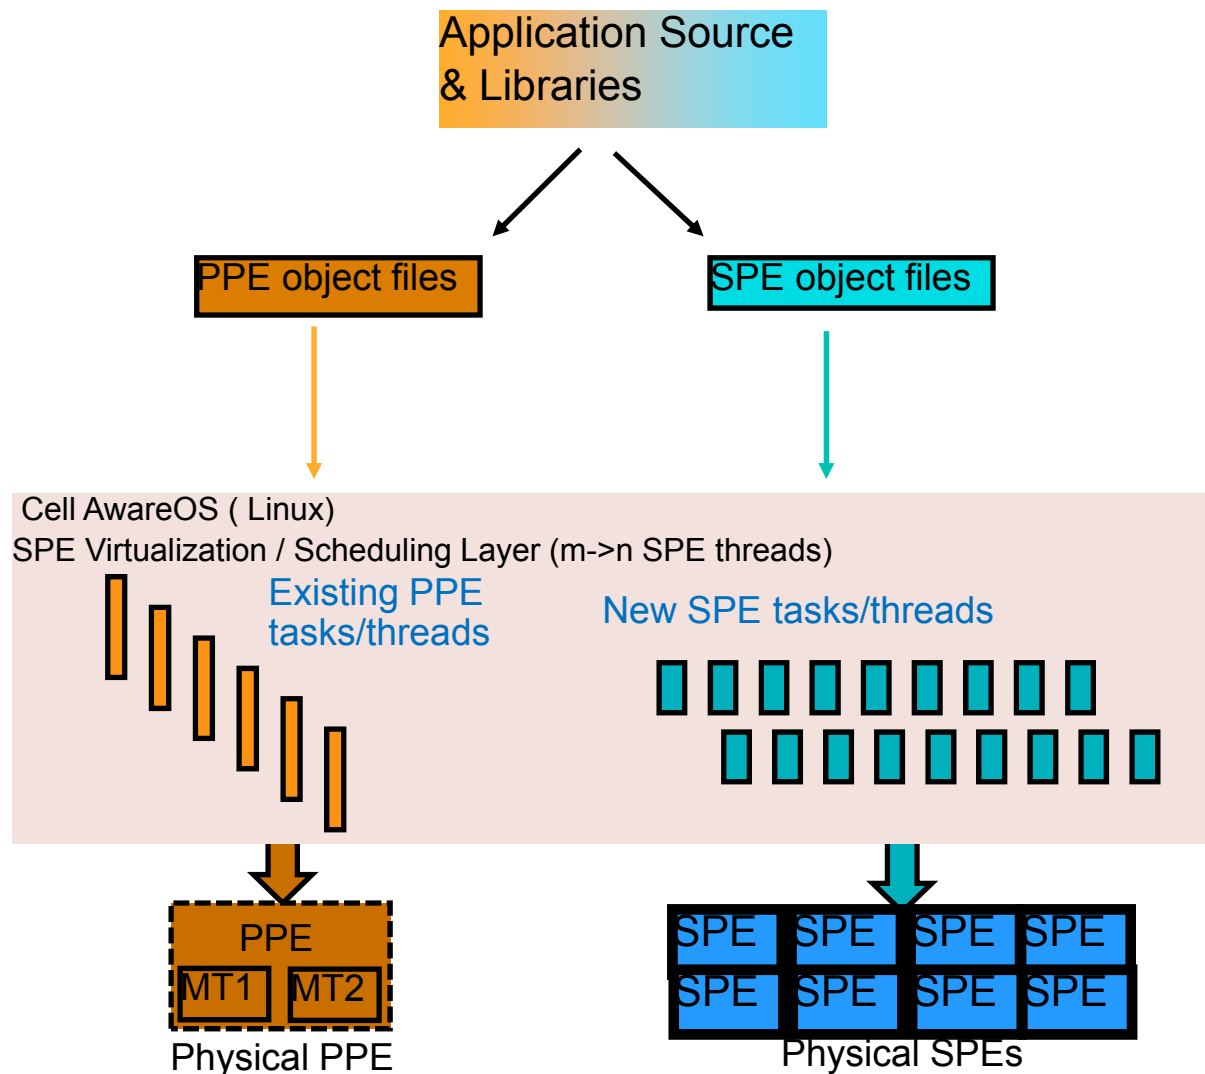 Application Source
& Libraries
PPE object files
SPE object files
Cell AwareOS ( Linux)
SPE Virtualization / Scheduling Layer (m->n SPE threads)
Existing PPE
tasks/threads
New SPE tasks/threads
PPE
MT1
MT2
Physical PPE
SPE
SPE
SPE
SPE
SPE
SPE
SPE
SPE
Physical SPEs